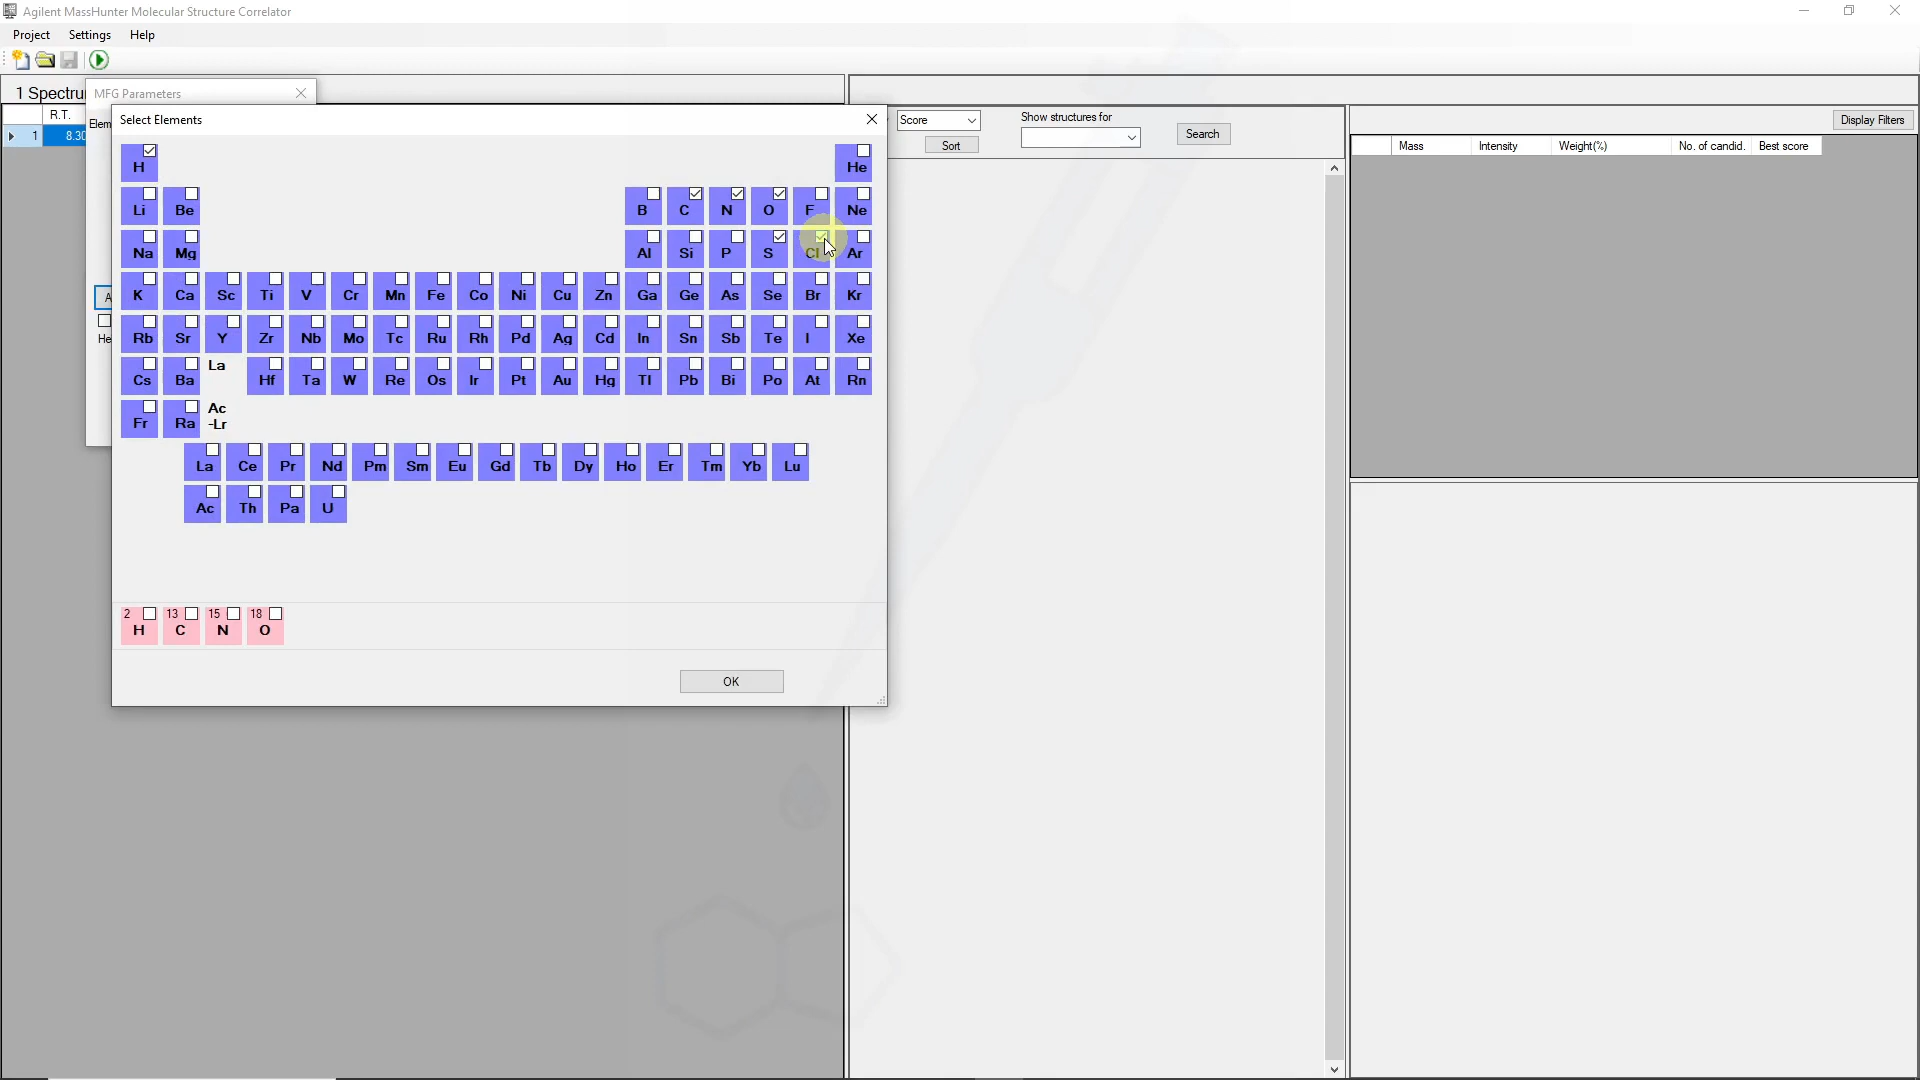 Agilent MassHunter Molecular Structure Correlator
Project Settings Help
1 Spectru
MFG Parameters
R.T.
Elem
1 8.30
Select Elements
Score
Sort
Show structures for
Search
Display Filters
Mass Intensity Weight(%) No. of candid. Best score
H He
Li Be B C N O F Ne
Na Mg Al Si P S Cl Ar
K Ca Sc Ti V Cr Mn Fe Co Ni Cu Zn Ga Ge As Se Br Kr
A
Rb Sr Y Zr Nb Mo Tc Ru Rh Pd Ag Cd In Sn Sb Te I Xe
He
Cs Ba La Hf Ta W Re Os Ir Pt Au Hg Tl Pb Bi Po At Rn
Fr Ra Ac
-Lr
La Ce Pr Nd Pm Sm Eu Gd Tb Dy Ho Er Tm Yb Lu
Ac Th Pa U
2 H 13 C 15 N 18 O
OK